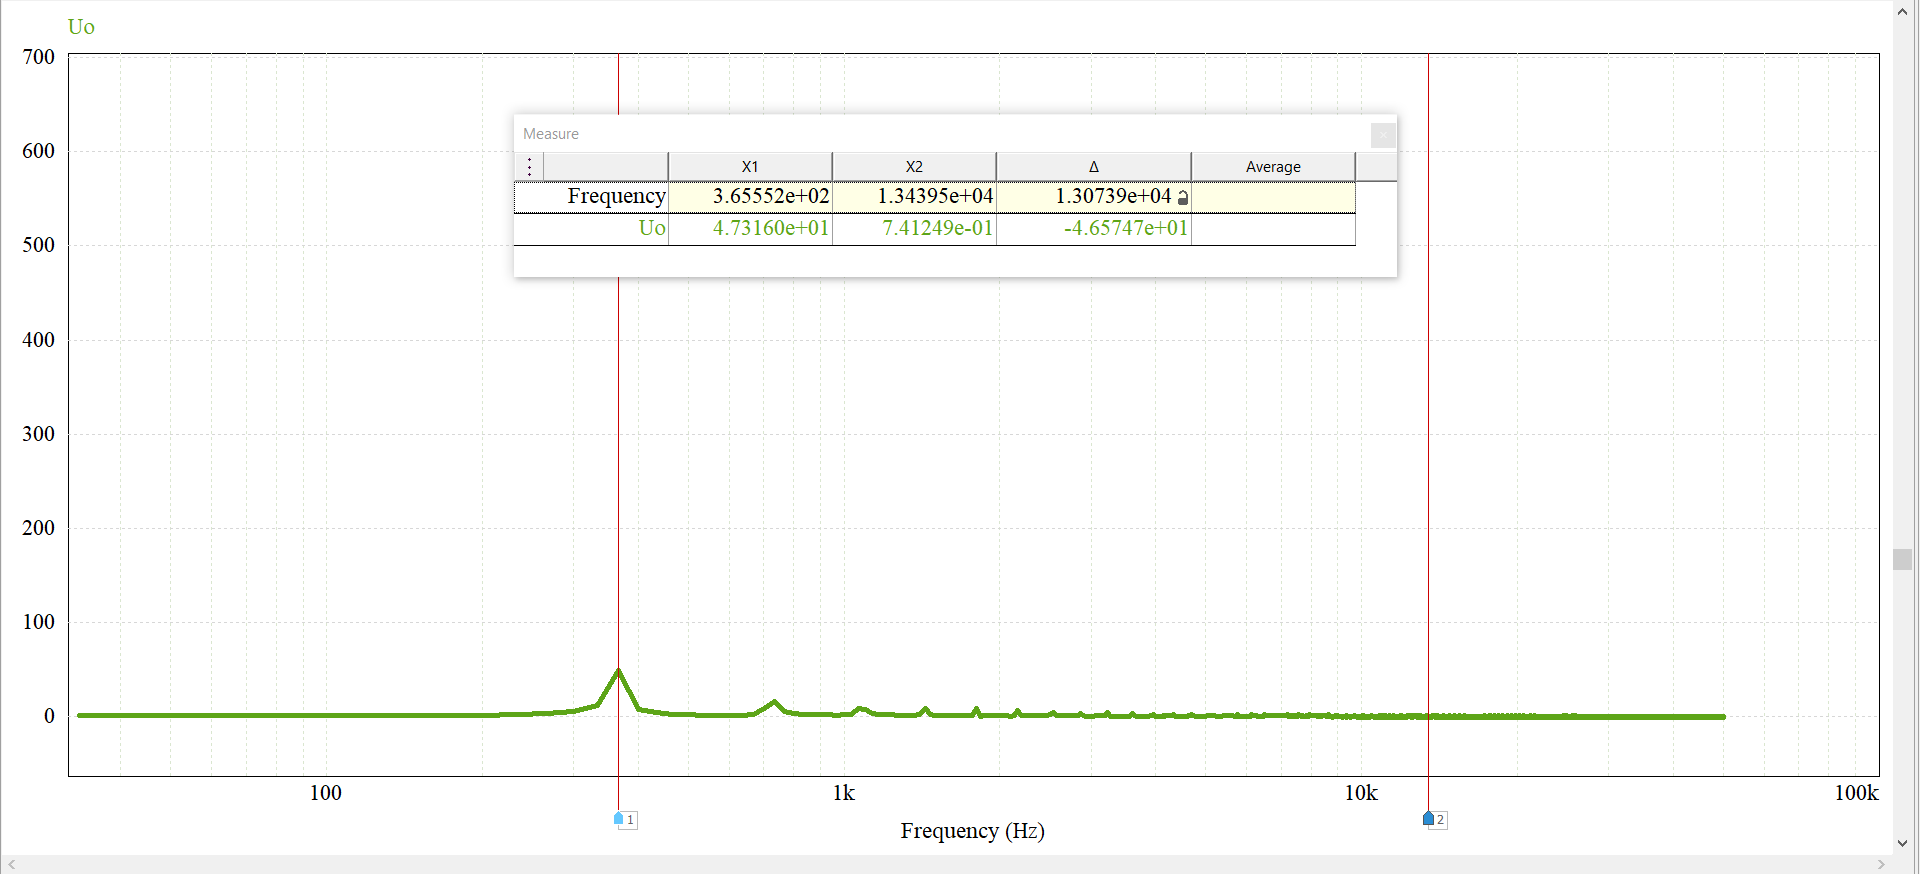 Uo
700
600
500
400
300
200
100
0
Measure
X1 X2 Δ Average
Frequency 3.65552e+02 1.34395e+04 1.30739e+04
Uo 4.73160e+01 7.41249e-01 -4.65747e+01
100 1k 10k 100k
1 2
Frequency (Hz)